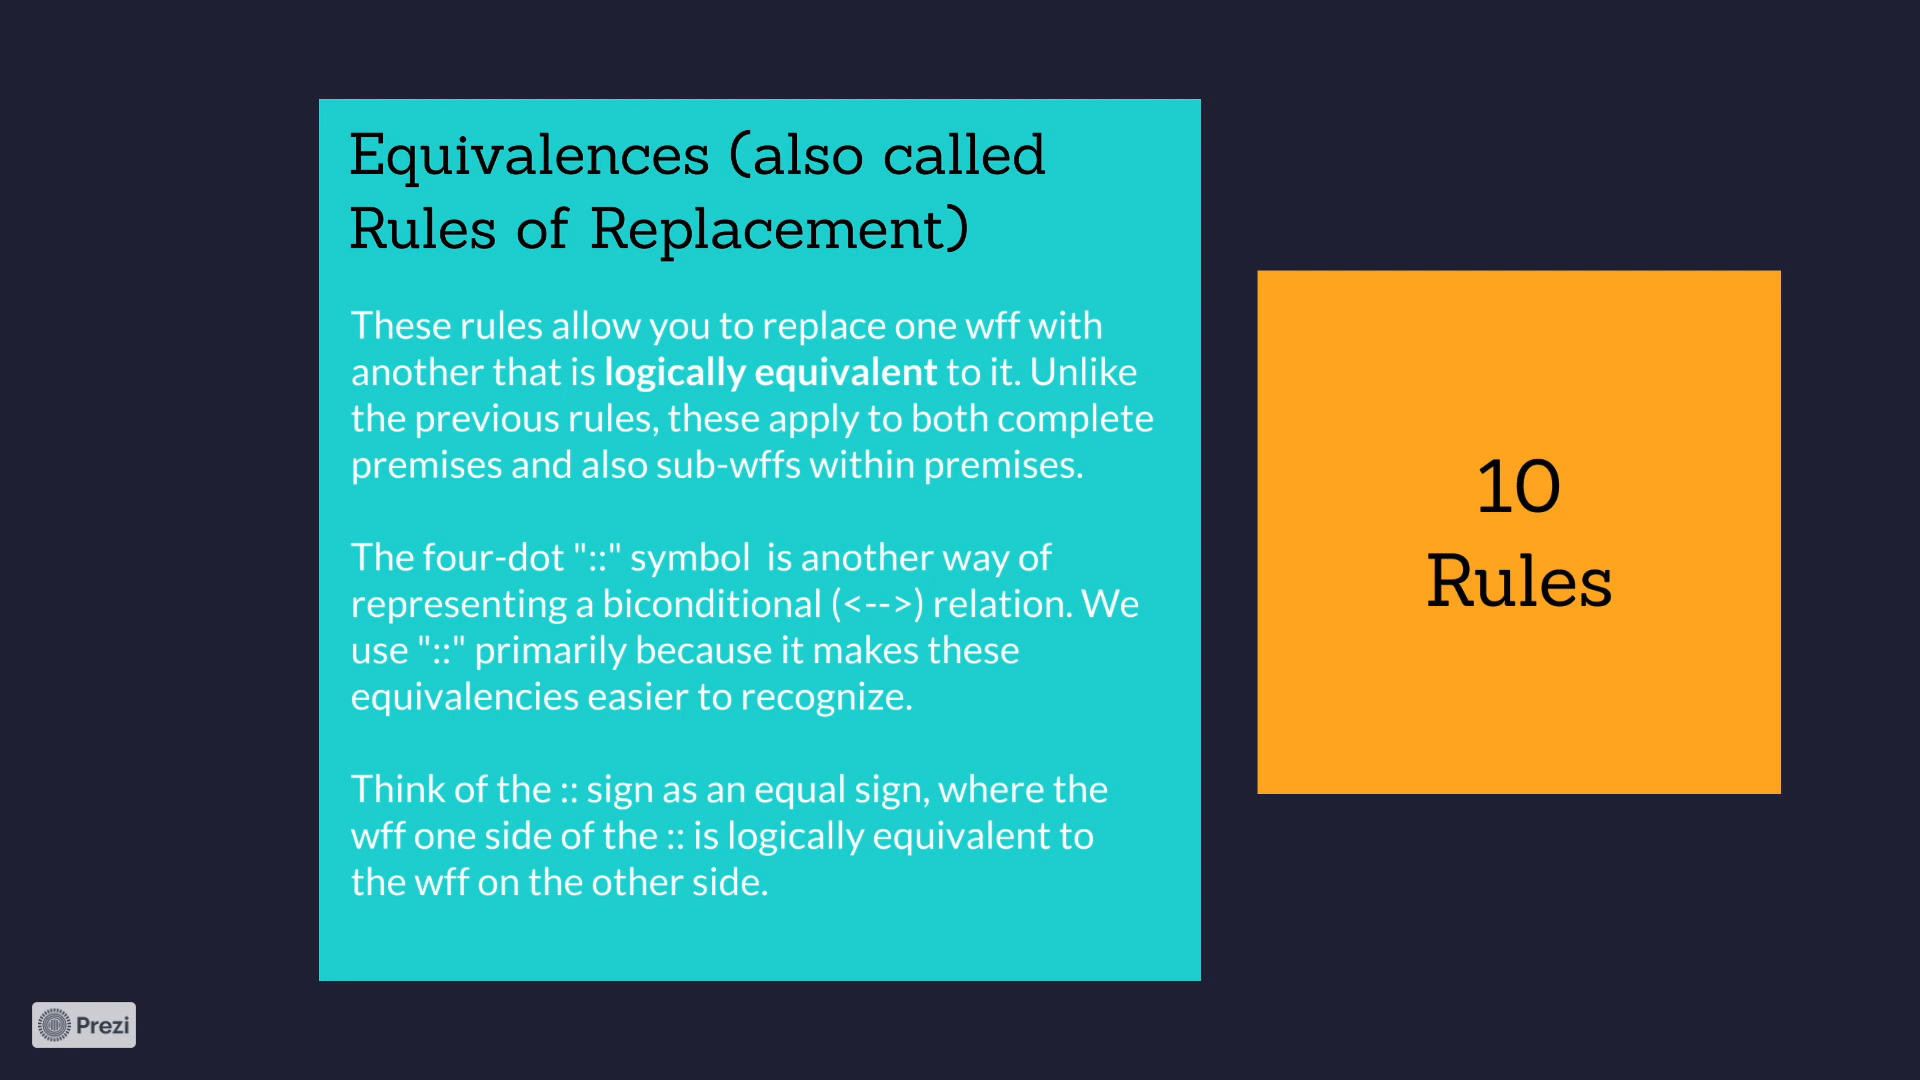 Equivalences (also called
Rules of Replacement)
These rules allow you to replace one wff with
another that is logically equivalent to it. Unlike
the previous rules, these apply to both complete
premises and also sub-wffs within premises.
The four-dot "::" symbol  is another way of
representing a biconditional (<-->) relation. We
use "::" primarily because it makes these
equivalencies easier to recognize.
Think of the :: sign as an equal sign, where the
wff one side of the :: is logically equivalent to
the wff on the other side.
10
Rules
Prezi